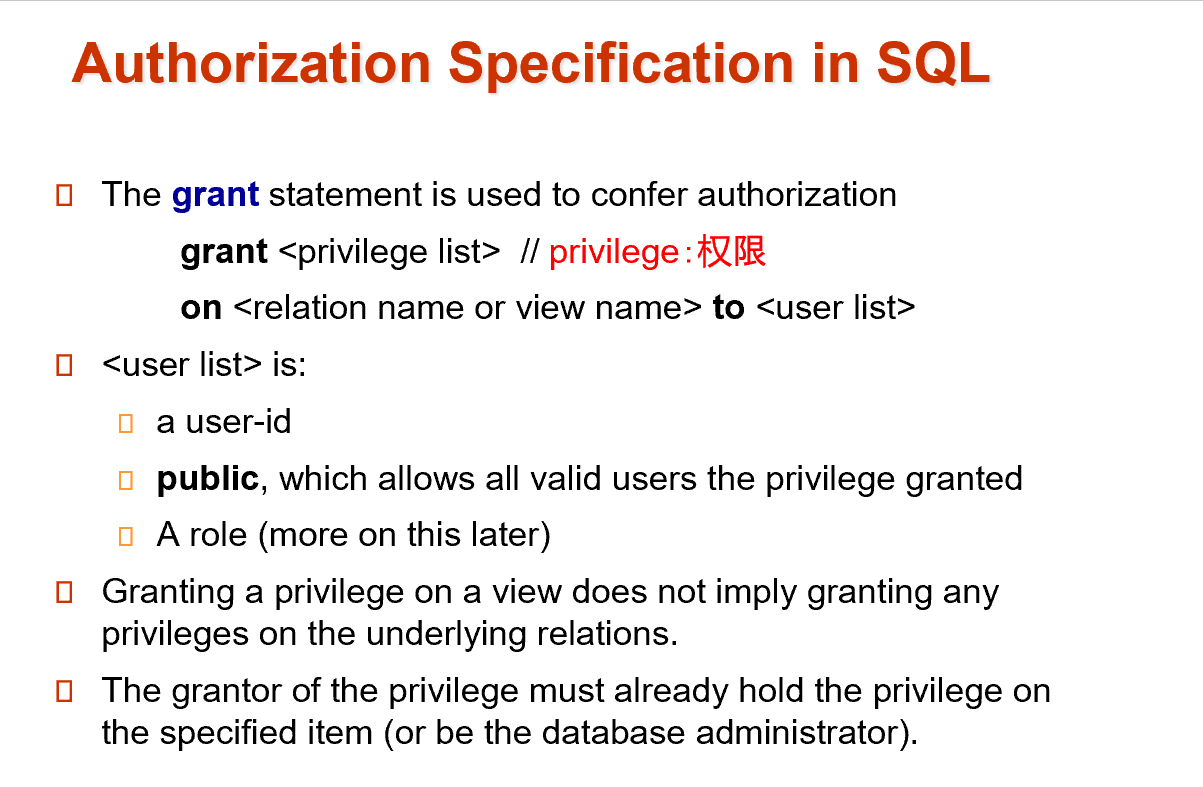 Authorization Specification in SQL
The grant statement is used to confer authorization
grant <privilege list> // privilege:权限
on <relation name or view name> to <user list>
<user list> is:
a user-id
public, which allows all valid users the privilege granted
A role (more on this later)
Granting a privilege on a view does not imply granting any
privileges on the underlying relations.
The grantor of the privilege must already hold the privilege on
the specified item (or be the database administrator).